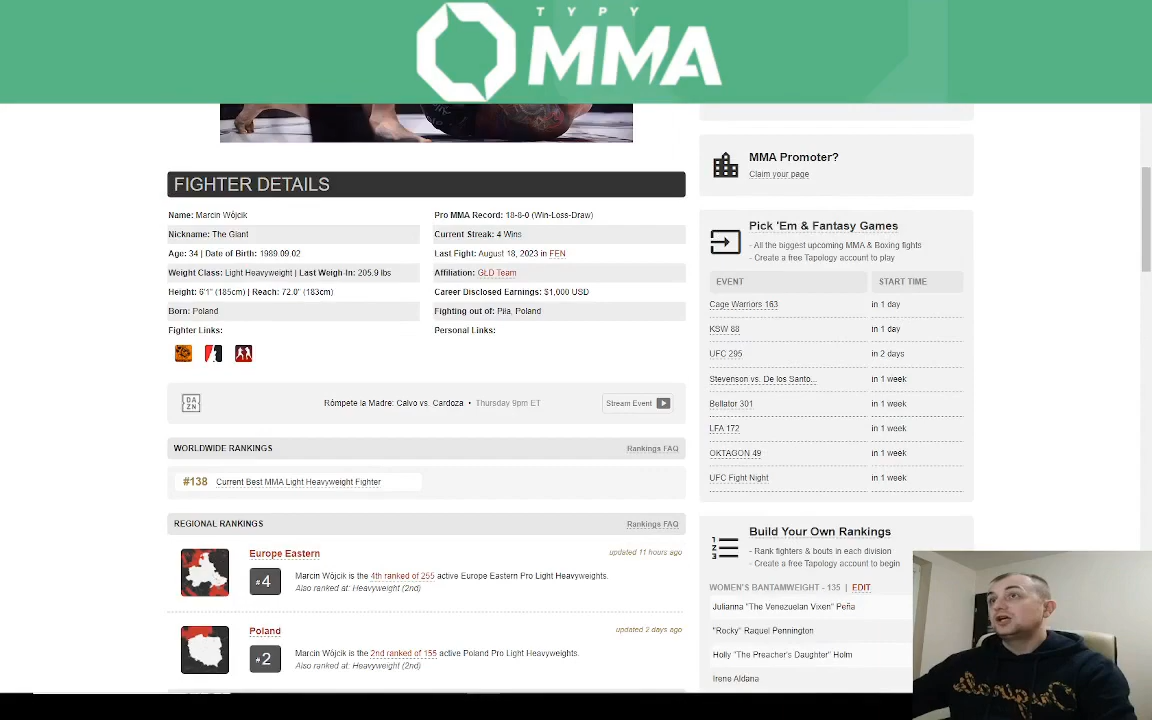 TYPY
MMA
FIGHTER DETAILS
Name: Marcin Wójcik
Nickname: The Giant
Age: 34 | Date of Birth: 1989.09.02
Weight Class: Light Heavyweight | Last Weigh-In: 205.9 lbs
Height: 6'1" (185cm) | Reach: 72.0" (183cm)
Born: Poland
Fighter Links:
Pro MMA Record: 18-8-0 (Win-Loss-Draw)
Current Streak: 4 Wins
Last Fight: August 18, 2023 in FEN
Affiliation: GLD Team
Career Disclosed Earnings: $1,000 USD
Fighting out of: Piła, Poland
Personal Links:
DAZN
Rómpete la Madre: Calvo vs. Cardoza • Thursday 9pm ET
Stream Event
WORLDWIDE RANKINGS
Rankings FAQ
#138 Current Best MMA Light Heavyweight Fighter
REGIONAL RANKINGS
Rankings FAQ
Europe Eastern
updated 11 hours ago
#4
Marcin Wójcik is the 4th ranked of 255 active Europe Eastern Pro Light Heavyweights.
Also ranked at: Heavyweight (2nd)
Poland
updated 2 days ago
#2
Marcin Wójcik is the 2nd ranked of 155 active Poland Pro Light Heavyweights.
Also ranked at: Heavyweight (2nd)
MMA Promoter?
Claim your page
Pick 'Em & Fantasy Games
- All the biggest upcoming MMA & Boxing fights
- Create a free Tapology account to play
EVENT START TIME
Cage Warriors 163 in 1 day
KSW 88 in 1 day
UFC 295 in 2 days
Stevenson vs. De los Santo... in 1 week
Bellator 301 in 1 week
LFA 172 in 1 week
OKTAGON 49 in 1 week
UFC Fight Night in 1 week
Build Your Own Rankings
- Rank fighters & bouts in each division
- Create a free Tapology account to begin
WOMEN'S BANTAMWEIGHT - 135 | EDIT
Julianna "The Venezuelan Vixen" Peña
"Rocky" Raquel Pennington
Holly "The Preacher's Daughter" Holm
Irene Aldana